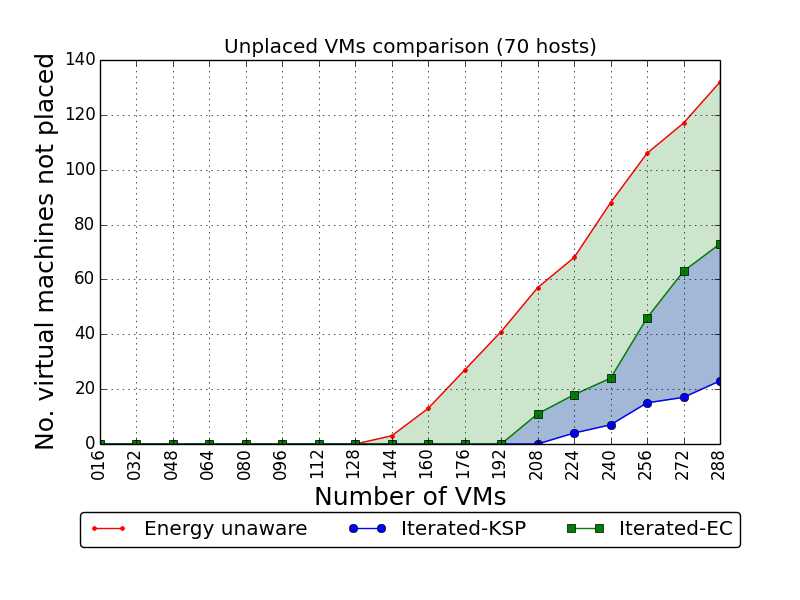 Unplaced VMs comparison (70 hosts)
No. virtual machines not placed
140
120
100
80
60
40
20
0
016 032 048 064 080 096 112 128 144 160 176 192 208 224 240 256 272 288
Number of VMs
Energy unaware Iterated-KSP Iterated-EC